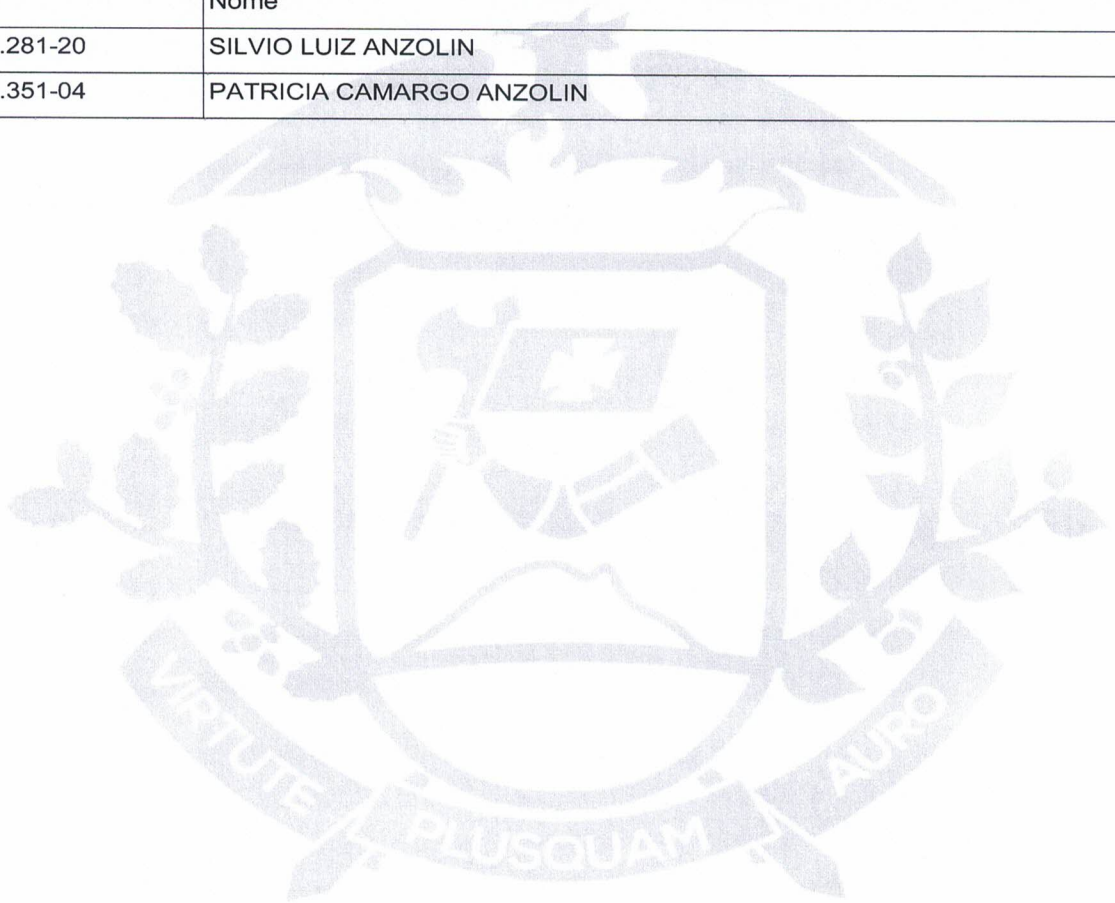 Nome
.281-20 SILVIO LUIZ ANZOLIN
.351-04 PATRICIA CAMARGO ANZOLIN
VIRTUTE PLUSQUAM AURO